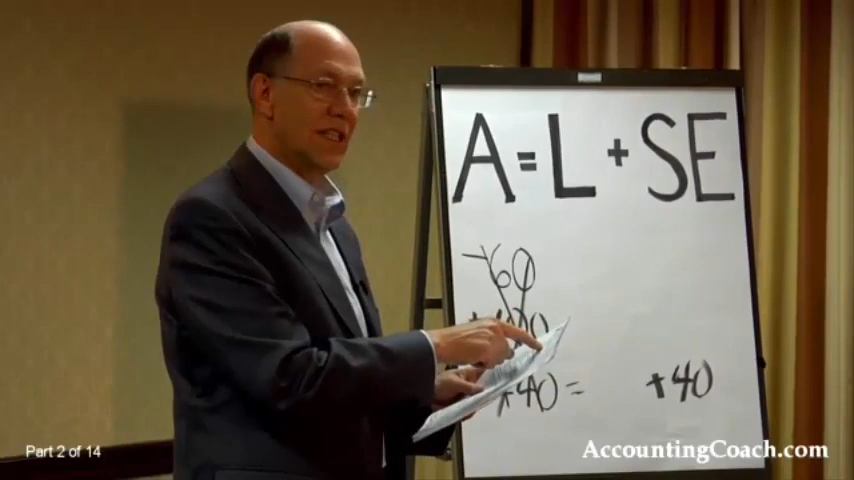 A = L + SE
-60
+40 = +40
Part 2 of 14
AccountingCoach.com